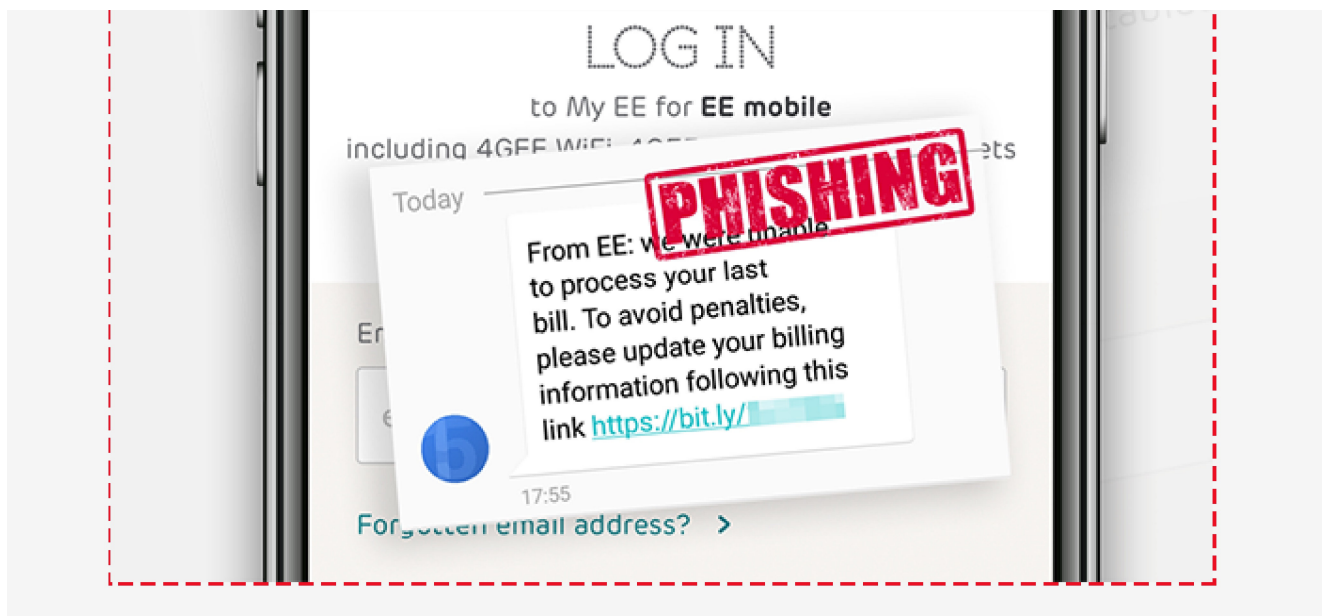 LOG IN
to My EE for EE mobile
including 4GEE WiFi
Today
PHISHING
From EE: we were unable
to process your last
bill. To avoid penalties,
please update your billing
information following this
link https://bit.ly/
17:55
Forgotten email address? >